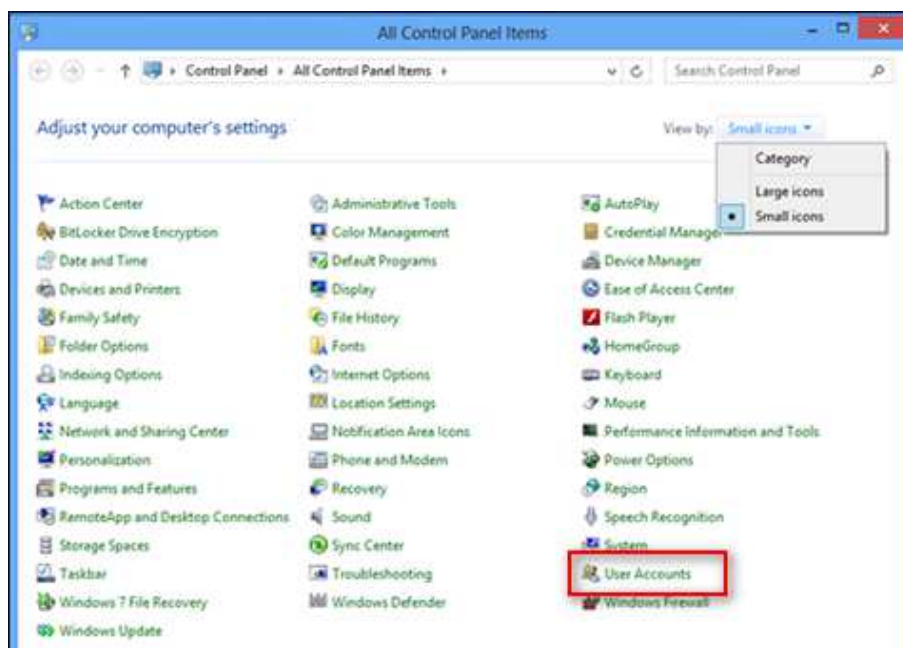 All Control Panel Items
Control Panel All Control Panel Items Search Control Panel
Adjust your computer's settings View by: Small icons
Category
Large icons
Small icons
Action Center Administrative Tools AutoPlay
BitLocker Drive Encryption Color Management Credential Manager
Date and Time Default Programs Device Manager
Devices and Printers Display Ease of Access Center
Family Safety File History Flash Player
Folder Options Fonts HomeGroup
Indexing Options Internet Options Keyboard
Language Location Settings Mouse
Network and Sharing Center Notification Area Icons Performance Information and Tools
Personalization Phone and Modem Power Options
Programs and Features Recovery Region
RemoteApp and Desktop Connections Sound Speech Recognition
Storage Spaces Sync Center System
Taskbar Troubleshooting User Accounts
Windows 7 File Recovery Windows Defender Windows Firewall
Windows Update